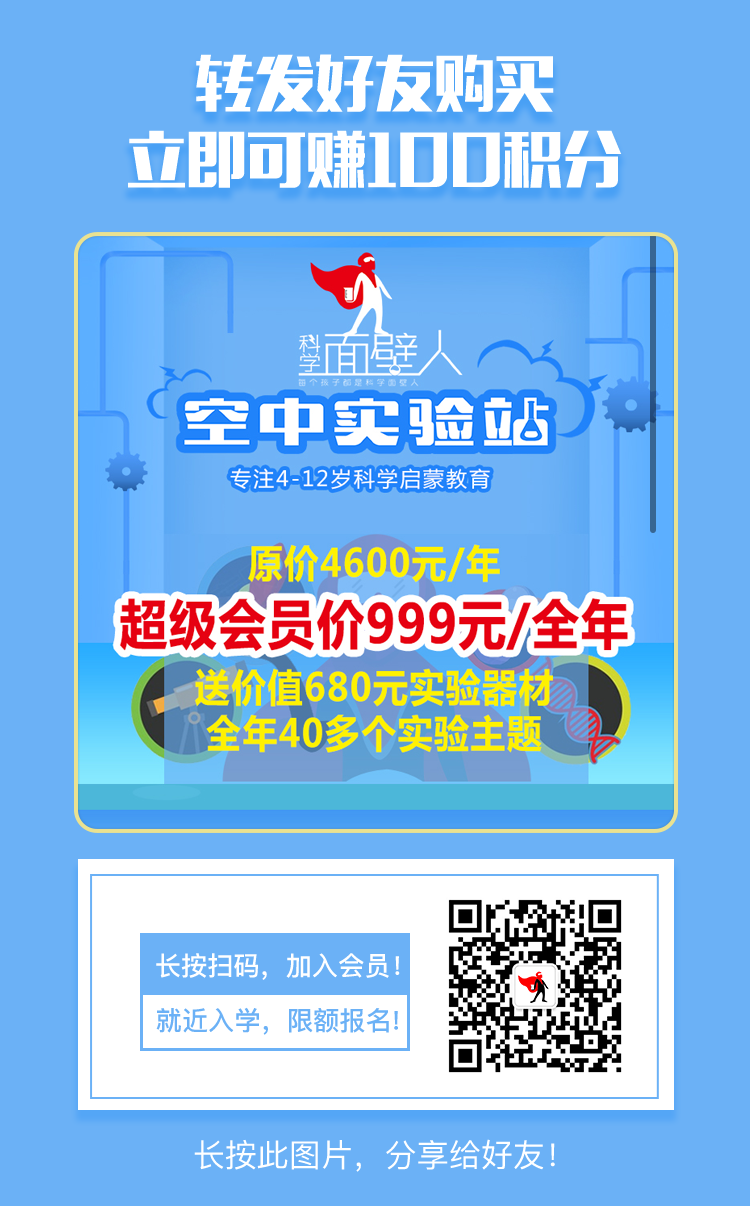 转发好友购买
立即可赚100积分
科学面壁人
每个孩子都是科学面壁人
空中实验站
专注4-12岁科学启蒙教育
原价4600元/年
超级会员价999元/全年
送价值680元实验器材
全年40多个实验主题
长按扫码，加入会员！
就近入学，限额报名！
长按此图片，分享给好友！